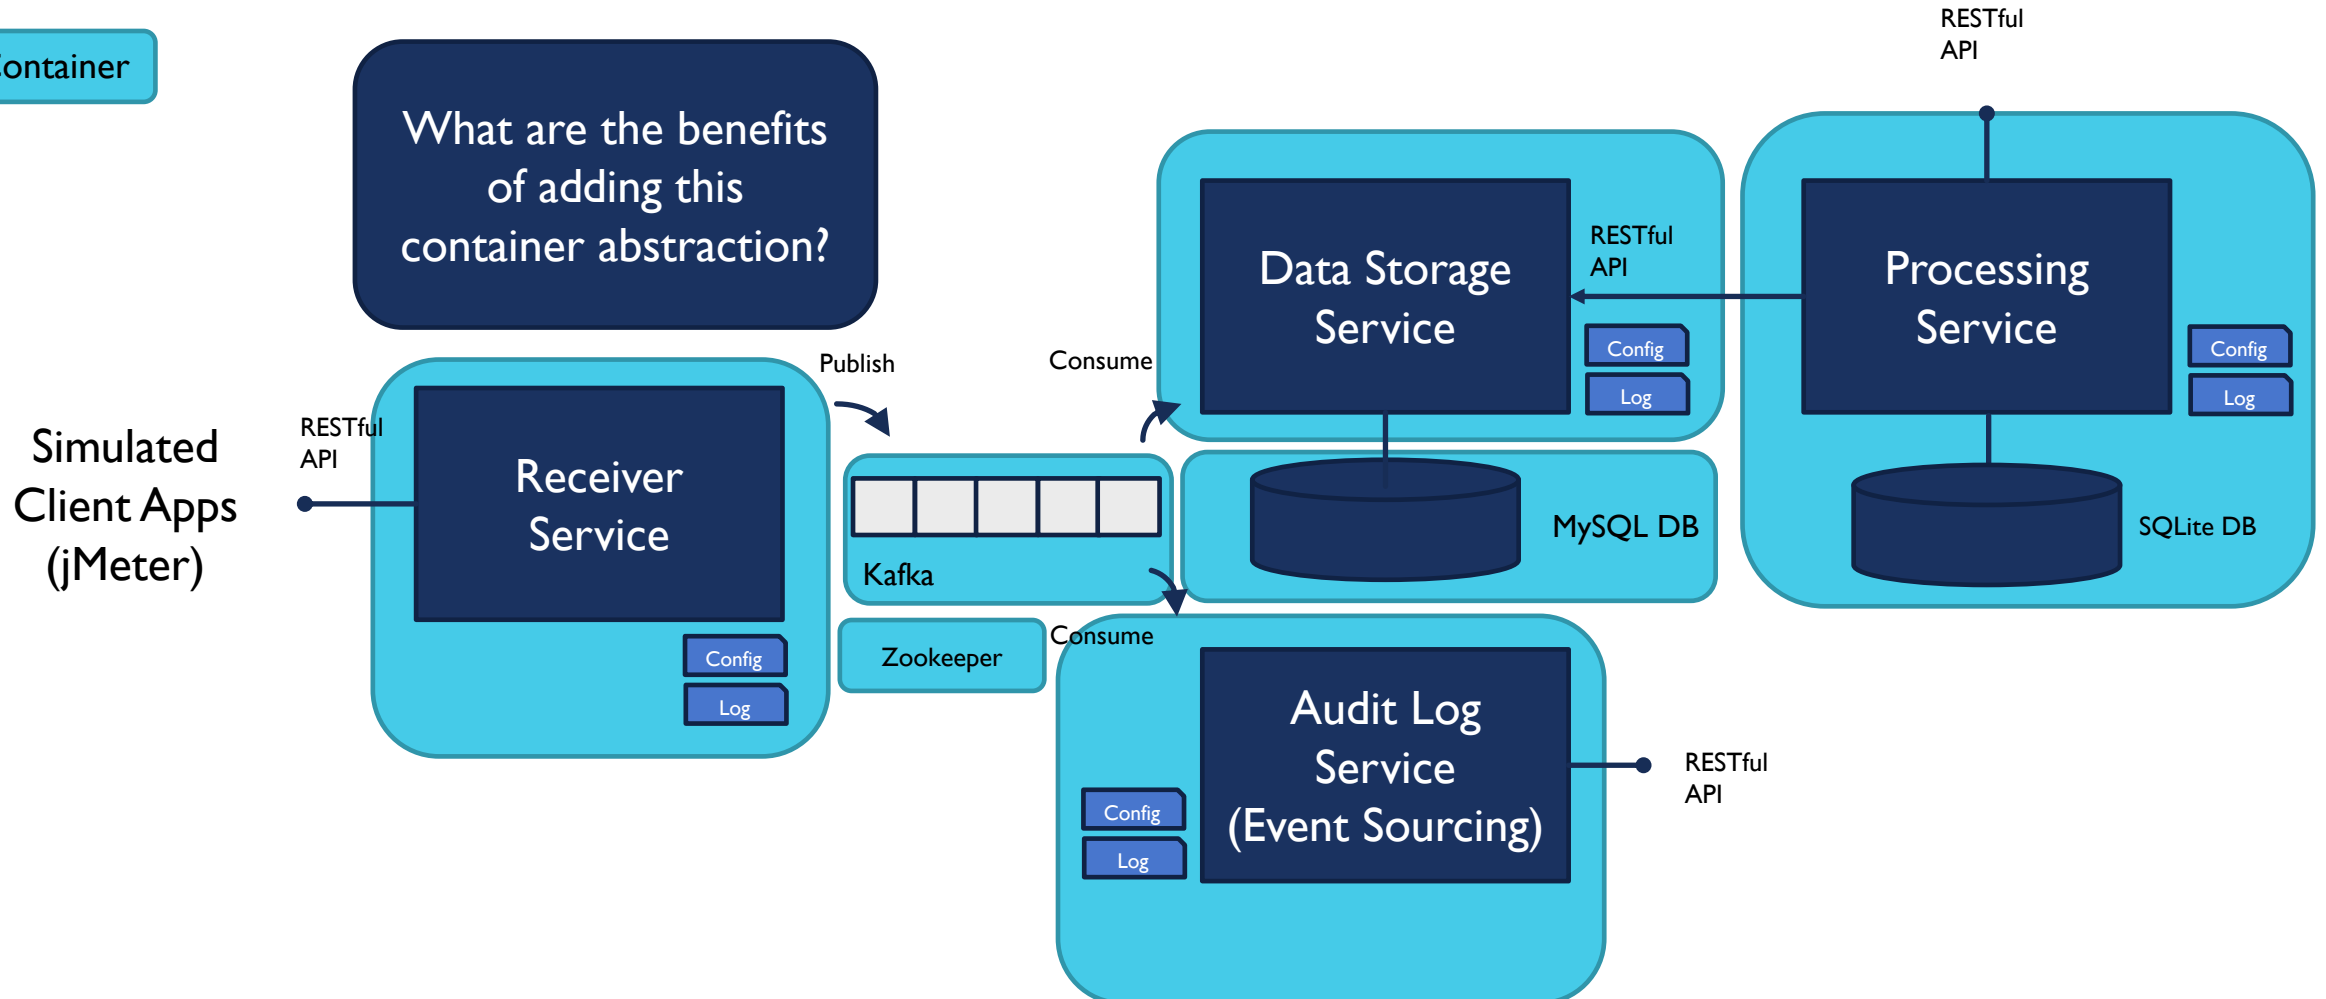 ontainer
What are the benefits
of adding this
container abstraction?
RESTful
API
Simulated
Client Apps
(jMeter)
RESTful
API
Receiver
Service
Config
Log
Publish
Kafka
Zookeeper
Consume
Consume
Data Storage
Service
RESTful
API
Config
Log
MySQL DB
Processing
Service
Config
Log
SQLite DB
Audit Log
Service
(Event Sourcing)
Config
Log
RESTful
API